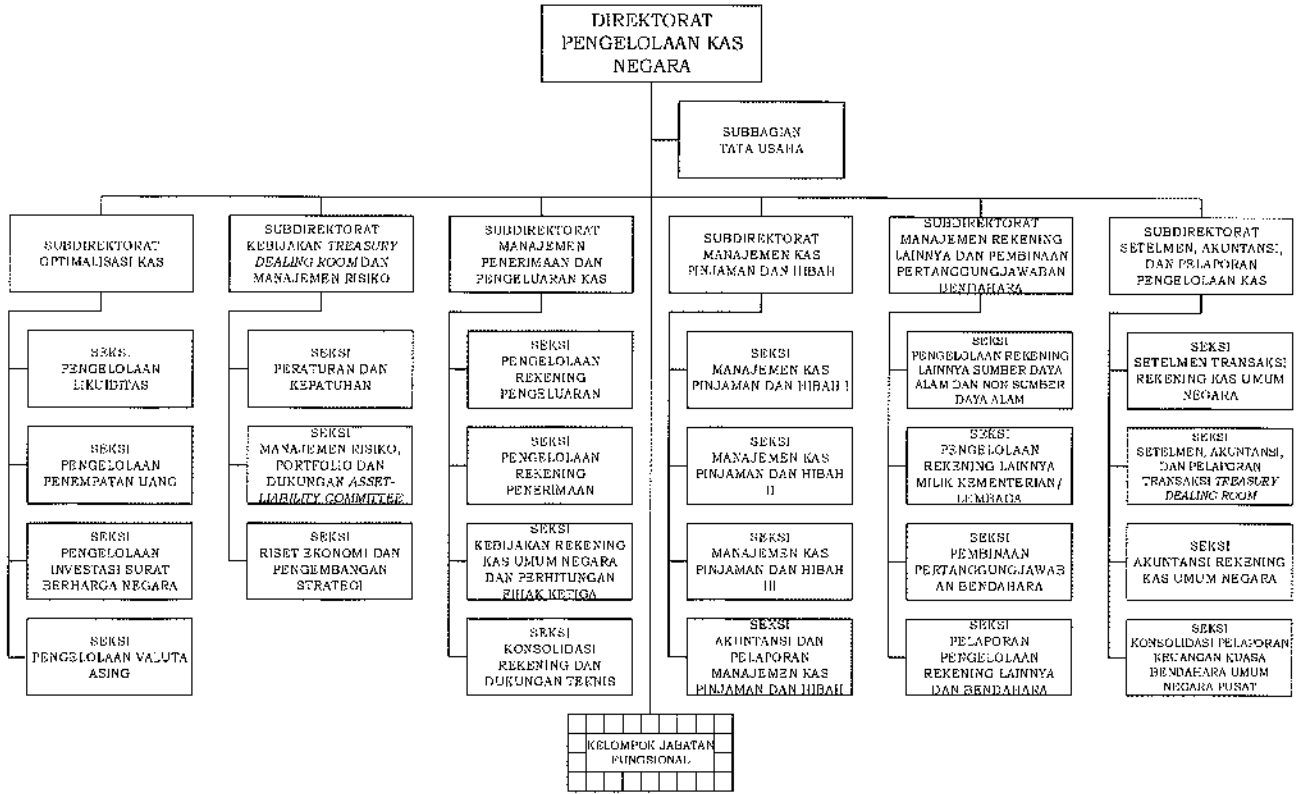 DIREKTORAT
PENGELOLAAN KAS
NEGARA
SUBBAGIAN
TATA USAHA
SUBDIREKTORAT
OPTIMALISASI KAS
SUBDIREKTORAT
KEBIJAKAN TREASURY
DEALING ROOM DAN
MANAJEMEN RISIKO
SUBDIREKTORAT
MANAJEMEN
PENERIMAAN DAN
PENGELUARAN KAS
SUBDIREKTORAT
MANAJEMEN KAS
PINJAMAN DAN HIBAH
SUBDIREKTORAT
MANAJEMEN REKENING
LAINNYA DAN PEMBINAAN
PERTANGGUNGJAWABAN
BENDAHARA
SUBDIREKTORAT
SETELMEN, AKUNTANSI,
DAN PELAPORAN
PENGELOLAAN KAS
SEKSI
PENGELOLAAN
LIKUIDITAS
SEKSI
PENGELOLAAN
PENEMPATAN UANG
SEKSI
PENGELOLAAN
INVESTASI SURAT
BERHARGA NEGARA
SEKSI
PENGELOLAAN VALUTA
ASING
SEKSI
PERATURAN DAN
KEPATUHAN
SEKSI
MANAJEMEN RISIKO,
PORTFOLIO DAN
DUKUNGAN ASSET-
LIABILITY COMMITTEE
SEKSI
RISET EKONOMI DAN
PENGEMBANGAN
STRATEGI
SEKSI
PENGELOLAAN
REKENING
PENGELUARAN
SEKSI
PENGELOLAAN
REKENING
PENERIMAAN
SEKSI
KEBIJAKAN REKENING
KAS UMUM NEGARA
DAN PERHITUNGAN
PIHAK KETIGA
SEKSI
KONSOLIDASI
REKENING DAN
DUKUNGAN TEKNIS
SEKSI
MANAJEMEN KAS
PINJAMAN DAN HIBAH I
SEKSI
MANAJEMEN KAS
PINJAMAN DAN HIBAH
II
SEKSI
MANAJEMEN KAS
PINJAMAN DAN HIBAH
III
SEKSI
AKUNTANSI DAN
PELAPORAN
MANAJEMEN KAS
PINJAMAN DAN HIBAH
SEKSI
PENGELOLAAN REKENING
LAINNYA SUMBER DAYA
ALAM DAN NON SUMBER
DAYA ALAM
SEKSI
PENGELOLAAN
REKENING LAINNYA
MILIK KEMENTERIAN/
LEMBAGA
SEKSI
PEMBINAAN
PERTANGGUNGJAWAB
AN BENDAHARA
SEKSI
PELAPORAN
PENGELOLAAN
REKENING LAINNYA
DAN BENDAHARA
SEKSI
SETELMEN TRANSAKSI
REKENING KAS UMUM
NEGARA
SEKSI
SETELMEN, AKUNTANSI,
DAN PELAPORAN
TRANSAKSI TREASURY
DEALING ROOM
SEKSI
AKUNTANSI REKENING
KAS UMUM NEGARA
SEKSI
KONSOLIDASI PELAPORAN
KEUANGAN KUASA
BENDAHARA UMUM
NEGARA PUSAT
KELOMPOK JABATAN
FUNGSIONAL